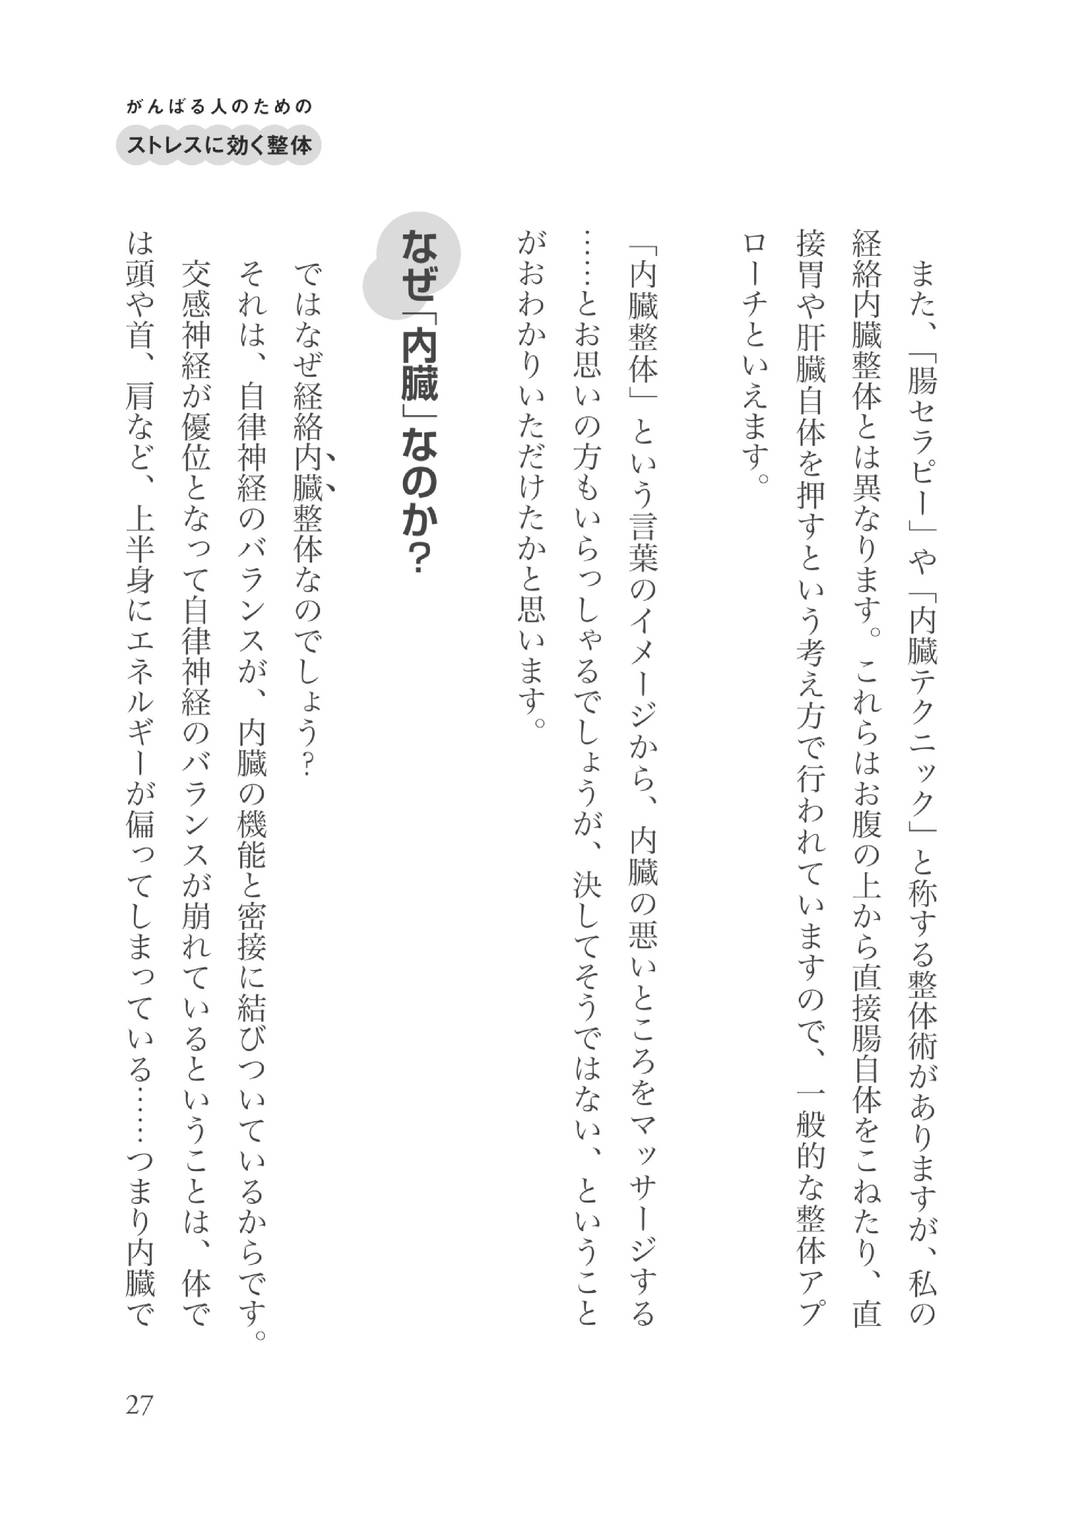 がんばる人のための
ストレスに効く整体
また、「腸セラピー」や「内臓テクニック」と称する整体術がありますが、私の
経絡内臓整体とは異なります。これらはお腹の上から直接腸自体をこねたり、直
接胃や肝臓自体を押すという考え方で行われていますので、一般的な整体アプ
ローチといえます。
「内臓整体」という言葉のイメージから、内臓の悪いところをマッサージする
……とお思いの方もいらっしゃるでしょうが、決してそうではない、ということ
がおわかりいただけたかと思います。
なぜ「内臓」なのか？
ではなぜ経絡内臓整体なのでしょう？
それは、自律神経のバランスが、内臓の機能と密接に結びついているからです。
交感神経が優位となって自律神経のバランスが崩れているということは、体で
は頭や首、肩など、上半身にエネルギーが偏ってしまっている……つまり内臓で
27